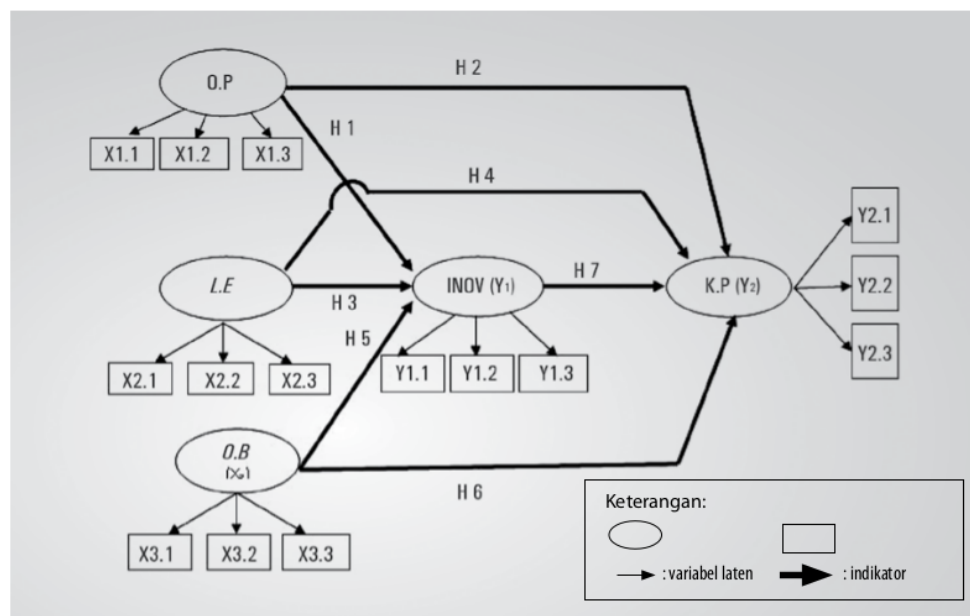 H 2
O.P
H 1
X1.1 X1.2 X1.3
H 4
Y2.1
L.E
H 3
INOV (Y1)
H 7
K.P (Y2)
Y2.2
H 5
Y2.3
X2.1 X2.2 X2.3
Y1.1 Y1.2 Y1.3
O.B
H 6
X3.1 X3.2 X3.3
Keterangan:
: variabel laten : indikator